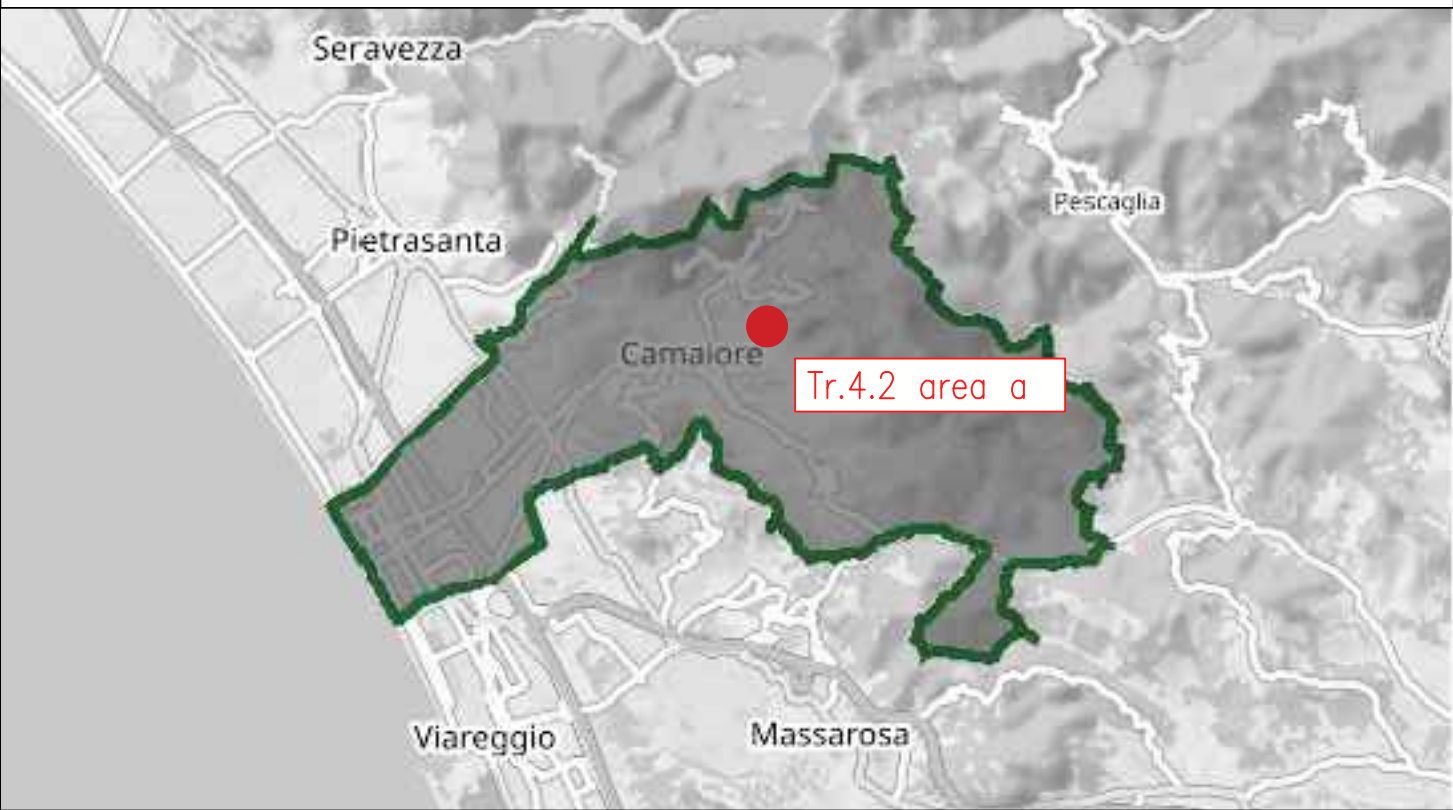 Seravezza
Pescaglia
Pietrasanta
Camaiore
Tr.4.2 area a
Viareggio
Massarosa